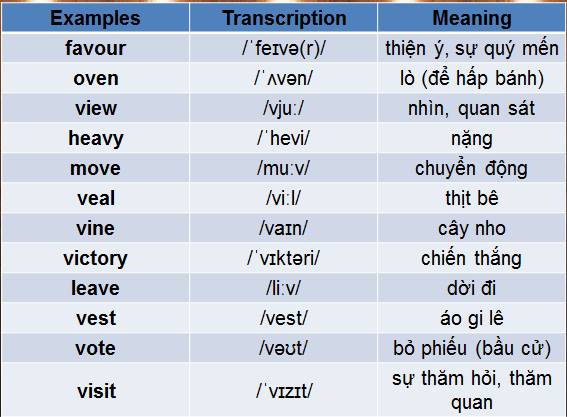 Examples Transcription Meaning
favour /ˈfeɪvə(r)/ thiện ý, sự quý mến
oven /ˈʌvən/ lò (để hấp bánh)
view /vjuː/ nhìn, quan sát
heavy /ˈhevi/ nặng
move /muːv/ chuyển động
veal /viːl/ thịt bê
vine /vaɪn/ cây nho
victory /ˈvɪktəri/ chiến thắng
leave /liːv/ dời đi
vest /vest/ áo gi lê
vote /vəʊt/ bỏ phiếu (bầu cử)
visit /ˈvɪzɪt/ sự thăm hỏi, thăm
quan